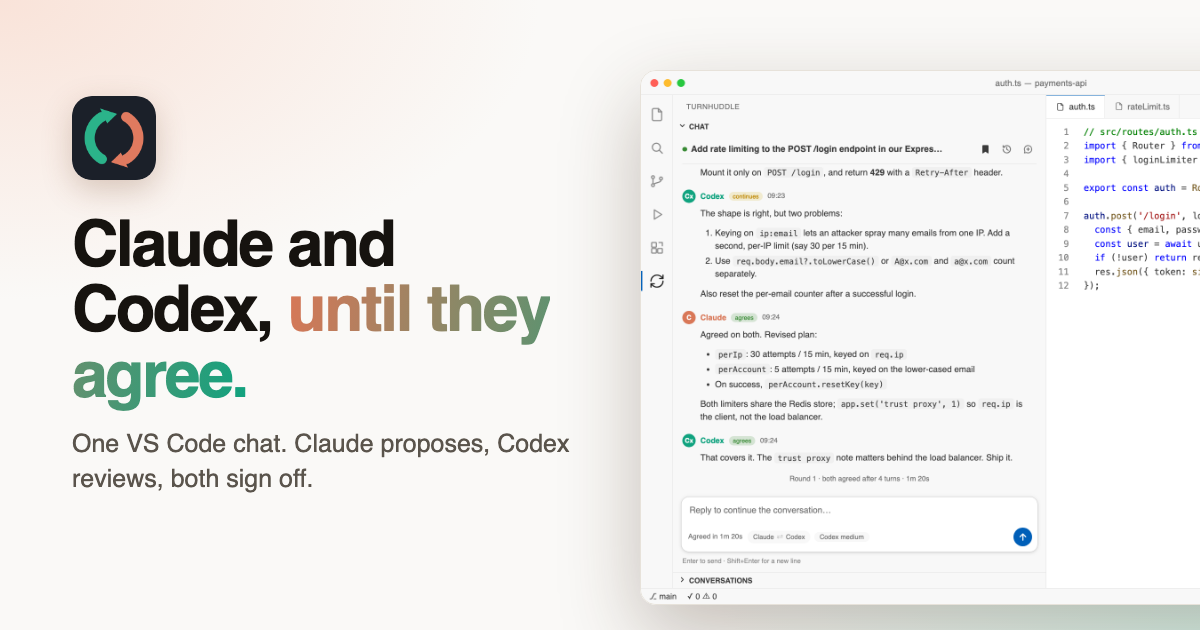 Claude and
Codex, until they
agree.
One VS Code chat. Claude proposes, Codex
reviews, both sign off.
auth.ts — payments-api
TURNHUDDLE
CHAT
Add rate limiting to the POST /login endpoint in our Expres…
Mount it only on POST /login , and return 429 with a Retry-After header.
Cx Codex continues 09:23
The shape is right, but two problems:
1. Keying on ip:email lets an attacker spray many emails from one IP. Add a
second, per-IP limit (say 30 per 15 min).
2. Use req.body.email?.toLowerCase() or A@x.com and a@x.com count
separately.
Also reset the per-email counter after a successful login.
C Claude agrees 09:24
Agreed on both. Revised plan:
• perIp : 30 attempts / 15 min, keyed on req.ip
• perAccount : 5 attempts / 15 min, keyed on the lower-cased email
• On success, perAccount.resetKey(key)
Both limiters share the Redis store; app.set('trust proxy', 1) so req.ip is
the client, not the load balancer.
Cx Codex agrees 09:24
That covers it. The trust proxy note matters behind the load balancer. Ship it.
Round 1 · both agreed after 4 turns · 1m 20s
Reply to continue the conversation…
Agreed in 1m 20s Claude ⇄ Codex Codex medium
Enter to send · Shift+Enter for a new line
CONVERSATIONS
main ✓ 0 ⚠ 0
auth.ts rateLimit.ts
1 // src/routes/auth.ts
2 import { Router } from
3 import { loginLimiter
4
5 export const auth = Ro
6
7 auth.post('/login', lo
8 const { email, passw
9 const user = await u
10 if (!user) return re
11 res.json({ token: si
12 });